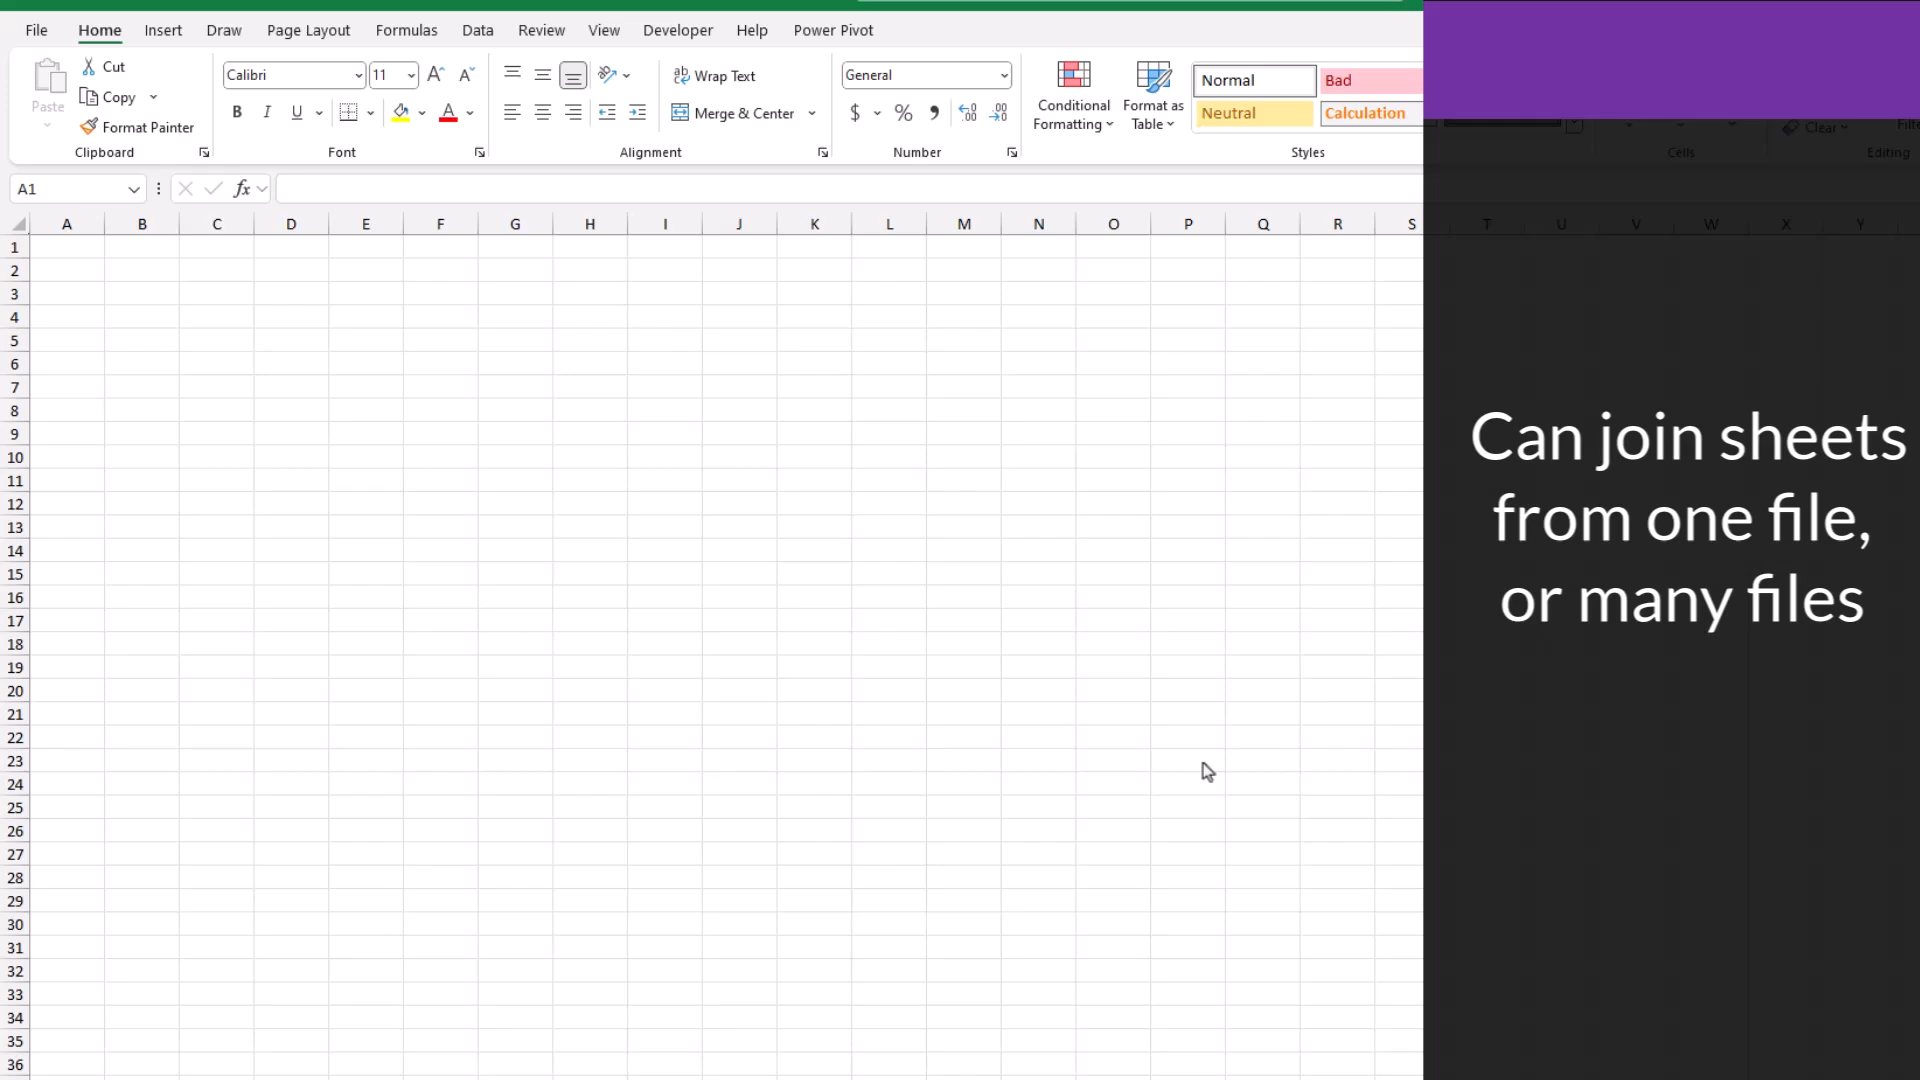 File Home Insert Draw Page Layout Formulas Data Review View Developer Help Power Pivot
Paste
Cut
Copy
Format Painter
Clipboard
Calibri 11
B I U
Font
Wrap Text
Merge & Center
Alignment
General
$ % 9
Number
Conditional Formatting
Format as Table
Normal Bad
Neutral Calculation
Styles
Clear
Cells
Editing
A1 fx
A B C D E F G H I J K L M N O P Q R S T U V W X Y
1
2
3
4
5
6
7
8
9
10
11
12
13
14
15
16
17
18
19
20
21
22
23
24
25
26
27
28
29
30
31
32
33
34
35
36
Can join sheets
from one file,
or many files